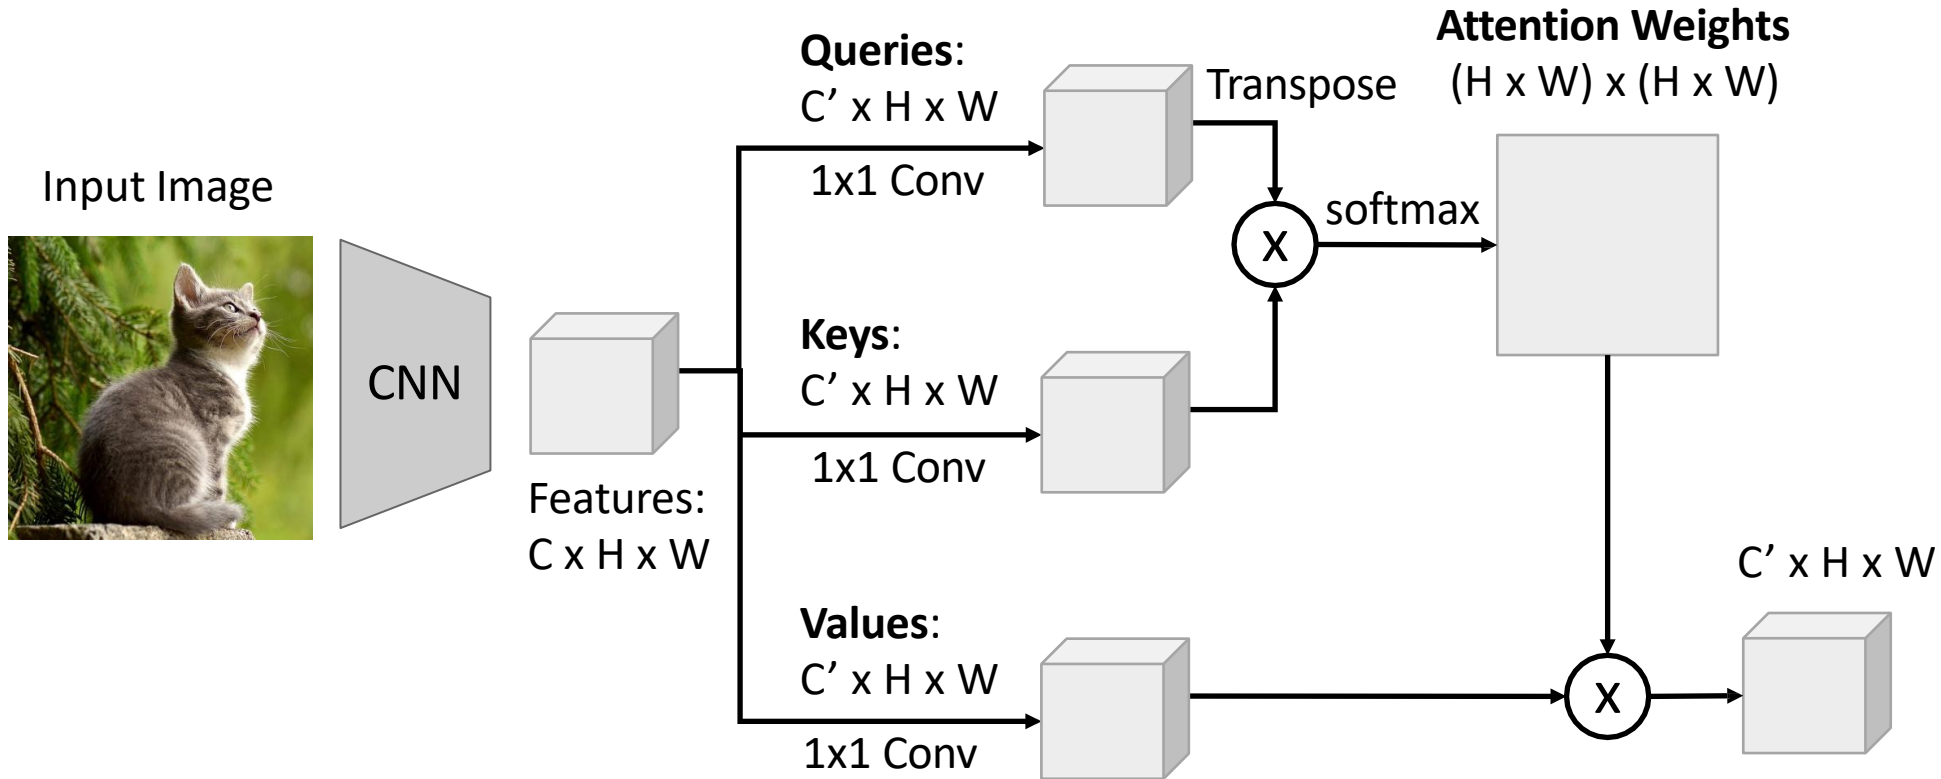 Input Image
CNN
Features:
C x H x W
Queries:
C’ x H x W
1x1 Conv
Keys:
C’ x H x W
1x1 Conv
Values:
C’ x H x W
1x1 Conv
Transpose
x
softmax
Attention Weights
(H x W) x (H x W)
x
C’ x H x W